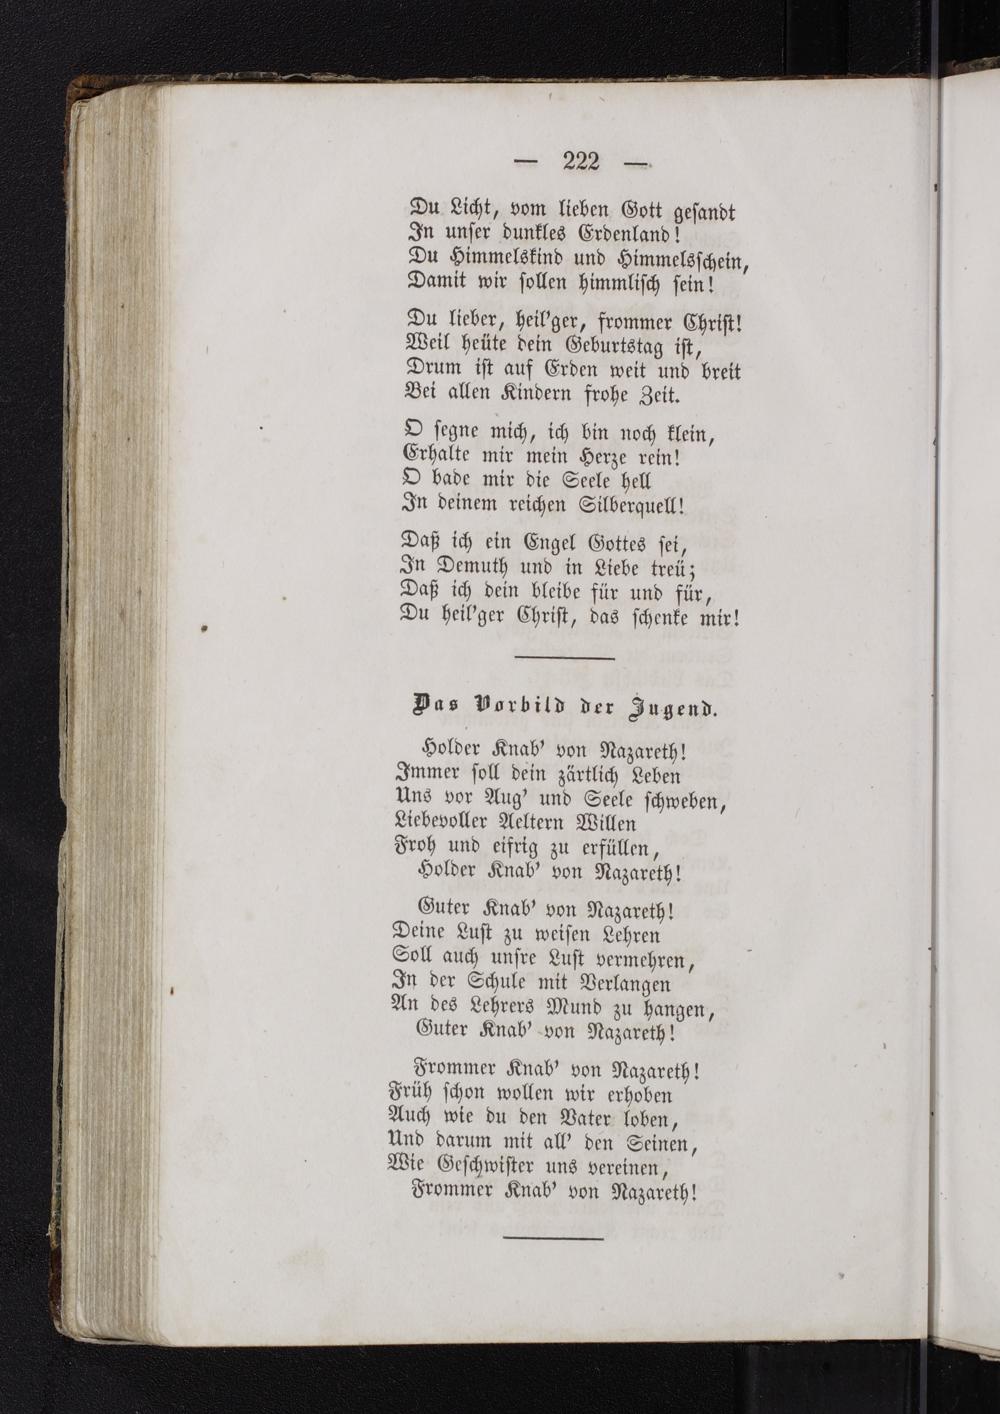 — 222 —
Du Licht, vom lieben Gott gesandt
In unser dunkles Erdenland!
Du Himmelskind und Himmelsschein,
Damit wir sollen himmlisch sein!
Du lieber, heil'ger, frommer Christ!
Weil heüte dein Geburtstag ist,
Drum ist auf Erden weit und breit
Bei allen Kindern frohe Zeit.
O segne mich, ich bin noch klein,
Erhalte mir mein Herze rein!
O bade mir die Seele hell
In deinem reichen Silberquell!
Daß ich ein Engel Gottes sei,
In Demuth und in Liebe treü;
Daß ich dein bleibe für und für,
Du heil'ger Christ, das schenke mir!
Das Vorbild der Jugend.
Holder Knab' von Nazareth!
Immer soll dein zärtlich Leben
Uns vor Aug' und Seele schweben,
Liebevoller Aeltern Willen
Froh und eifrig zu erfüllen,
Holder Knab' von Nazareth!
Guter Knab' von Nazareth!
Deine Lust zu weisen Lehren
Soll auch unsre Lust vermehren,
In der Schule mit Verlangen
An des Lehrers Mund zu hangen,
Guter Knab' von Nazareth!
Frommer Knab' von Nazareth!
Früh schon wollen wir erhoben
Auch wie du den Vater loben,
Und darum mit all' den Seinen,
Wie Geschwister uns vereinen,
Frommer Knab' von Nazareth!